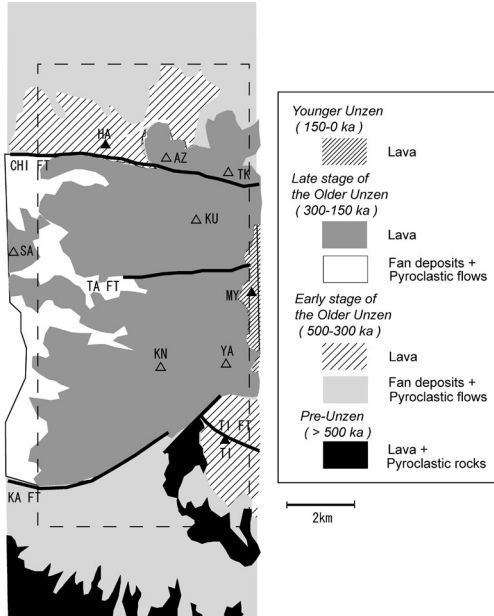 HA
AZ
CHI FT
TK
KU
SA
TA FT
MY
KN
YA
TI FT
TI
KA FT
Younger Unzen
( 150-0 ka )
Lava
Late stage of
the Older Unzen
( 300-150 ka )
Lava
Fan deposits +
Pyroclastic flows
Early stage of
the Older Unzen
( 500-300 ka )
Lava
Fan deposits +
Pyroclastic flows
Pre-Unzen
( > 500 ka )
Lava +
Pyroclastic rocks
2km